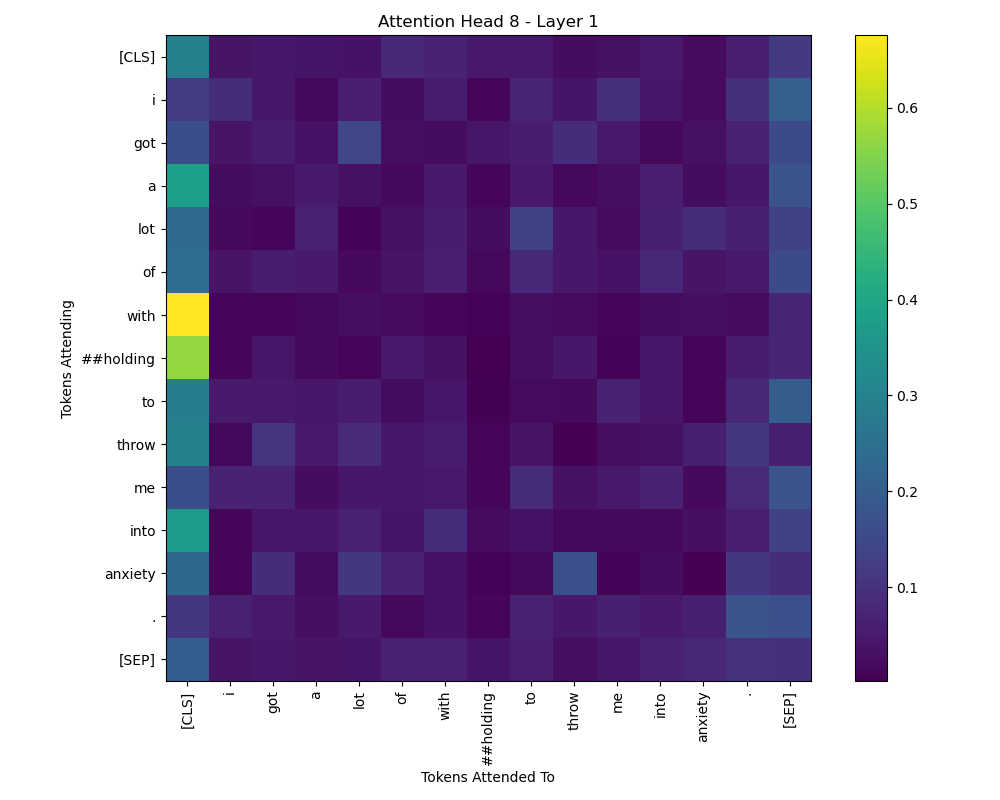 Attention Head 8 - Layer 1
Tokens Attending
[CLS]
i
got
a
lot
of
with
##holding
to
throw
me
into
anxiety
.
[SEP]
[CLS] i got a lot of with ##holding to throw me into anxiety . [SEP]
Tokens Attended To
0.6
0.5
0.4
0.3
0.2
0.1